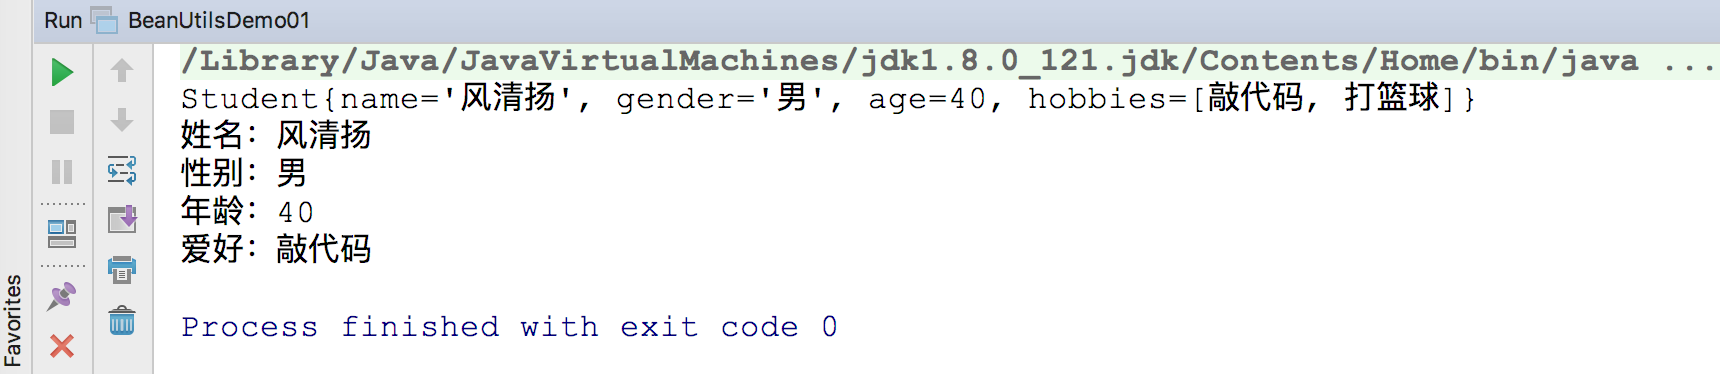 Run BeanUtilsDemo01
/Library/Java/JavaVirtualMachines/jdk1.8.0_121.jdk/Contents/Home/bin/java ...
Student{name='风清扬', gender='男', age=40, hobbies=[敲代码, 打篮球]}
姓名：风清扬
性别：男
年龄：40
爱好：敲代码
Process finished with exit code 0
Favorites